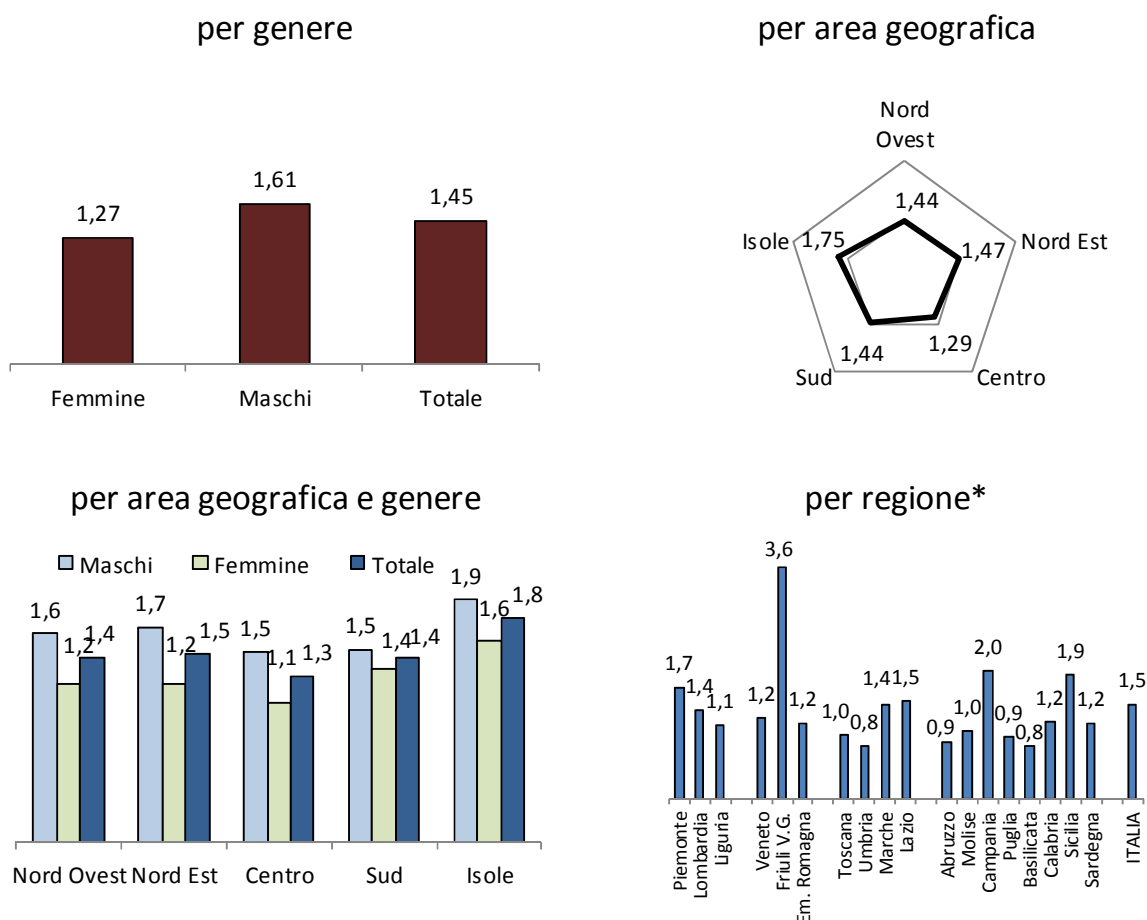 per genere
1,27
1,61
1,45
Femmine
Maschi
Totale
per area geografica
Nord
Ovest
1,44
Isole
1,75
1,47
Nord Est
1,44
1,29
Sud
Centro
per area geografica e genere
Maschi
Femmine
Totale
1,6
1,2
1,4
1,7
1,2
1,5
1,5
1,1
1,3
1,5
1,4
1,4
1,9
1,6
1,8
Nord Ovest
Nord Est
Centro
Sud
Isole
per regione*
1,7
1,4
1,1
1,2
3,6
1,2
1,0
0,8
1,4
1,5
0,9
1,0
2,0
0,9
0,8
1,2
1,9
1,2
1,5
Piemonte
Lombardia
Liguria
Veneto
Friuli V.G.
Em. Romagna
Toscana
Umbria
Marche
Lazio
Abruzzo
Molise
Campania
Puglia
Basilicata
Calabria
Sicilia
Sardegna
ITALIA